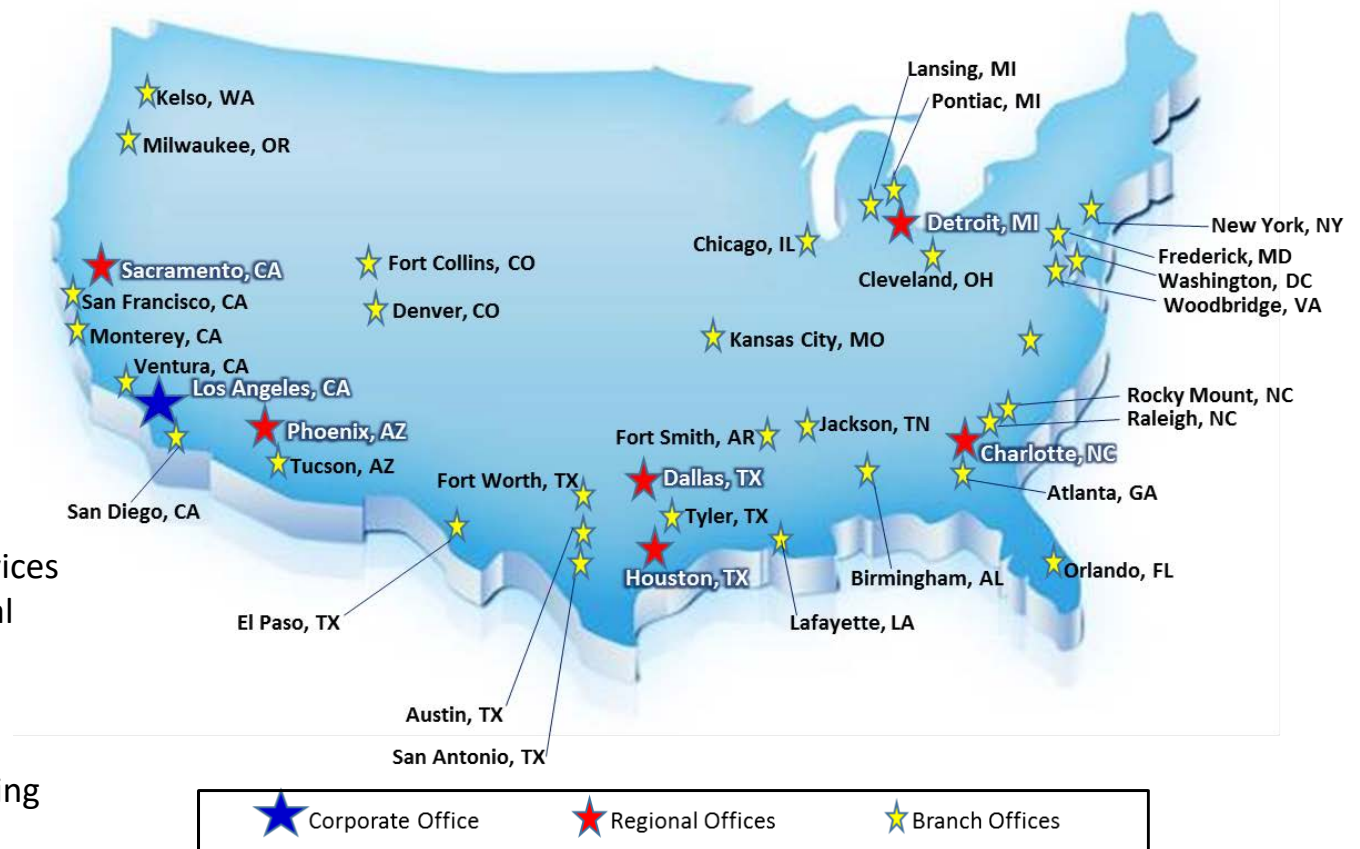 Lansing, MI
Kelso, WA
Pontiac, MI
Milwaukee, OR
Detroit, MI
New York, NY
Chicago, IL
Frederick, MD
Sacramento, CA
Fort Collins, CO
Cleveland, OH
Washington, DC
San Francisco, CA
Woodbridge, VA
Denver, CO
Monterey, CA
Kansas City, MO
Ventura, CA
Los Angeles, CA
Rocky Mount, NC
Raleigh, NC
Phoenix, AZ
Fort Smith, AR
Jackson, TN
Charlotte, NC
Tucson, AZ
Fort Worth, TX
Dallas, TX
Atlanta, GA
San Diego, CA
Tyler, TX
ices
Houston, TX
Birmingham, AL
Orlando, FL
al
El Paso, TX
Lafayette, LA
Austin, TX
San Antonio, TX
ing
Corporate Office
Regional Offices
Branch Offices